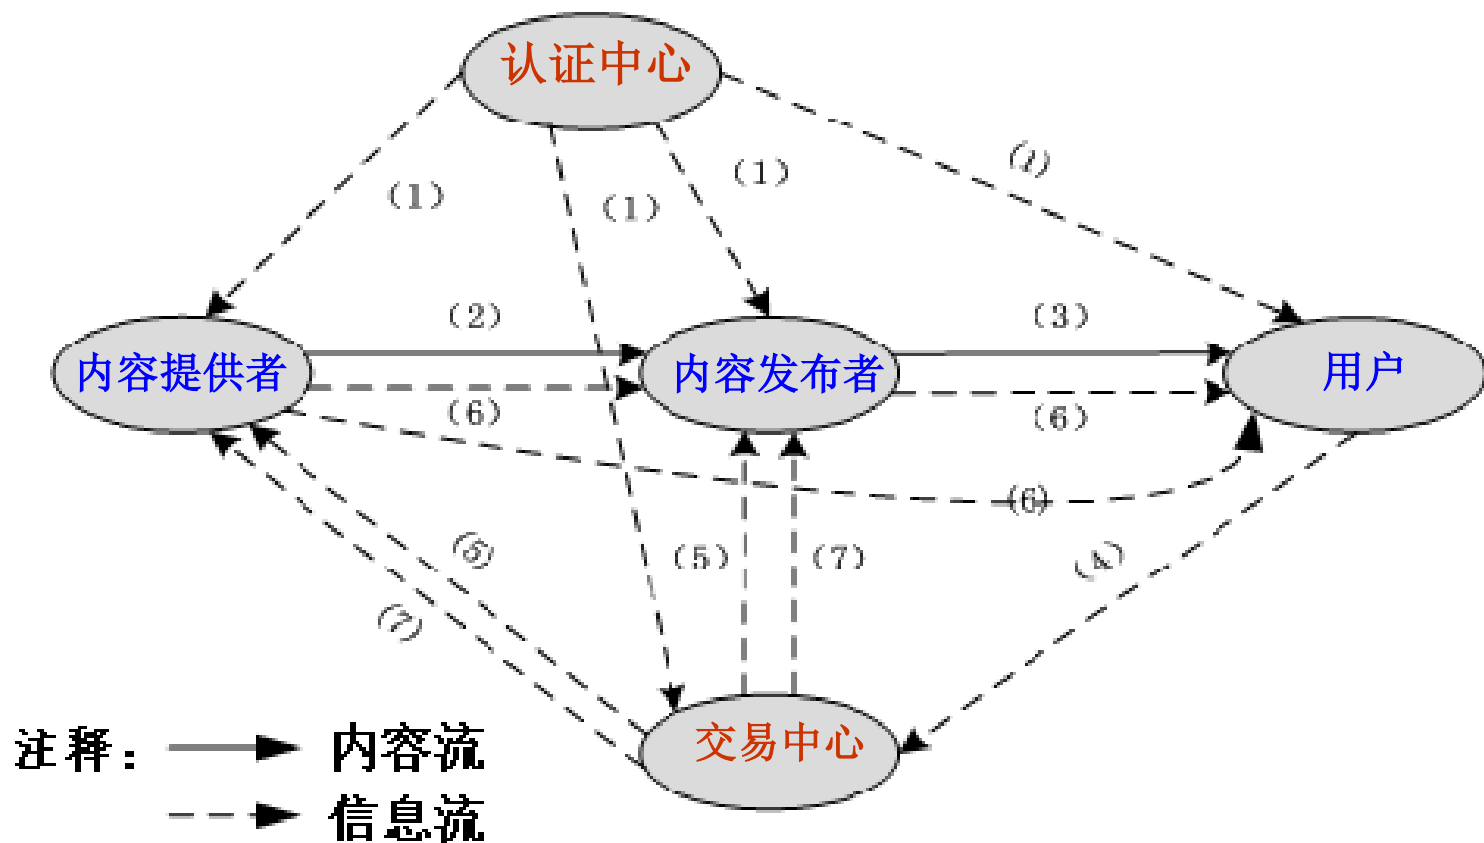 认证中心
（1）
（1）
（1）
（1）
（2）
（3）
内容提供者
内容发布者
用户
（6）
（6）
（6）
（5）
（5）
（7）
（4）
（7）
交易中心
注释：
内容流
信息流